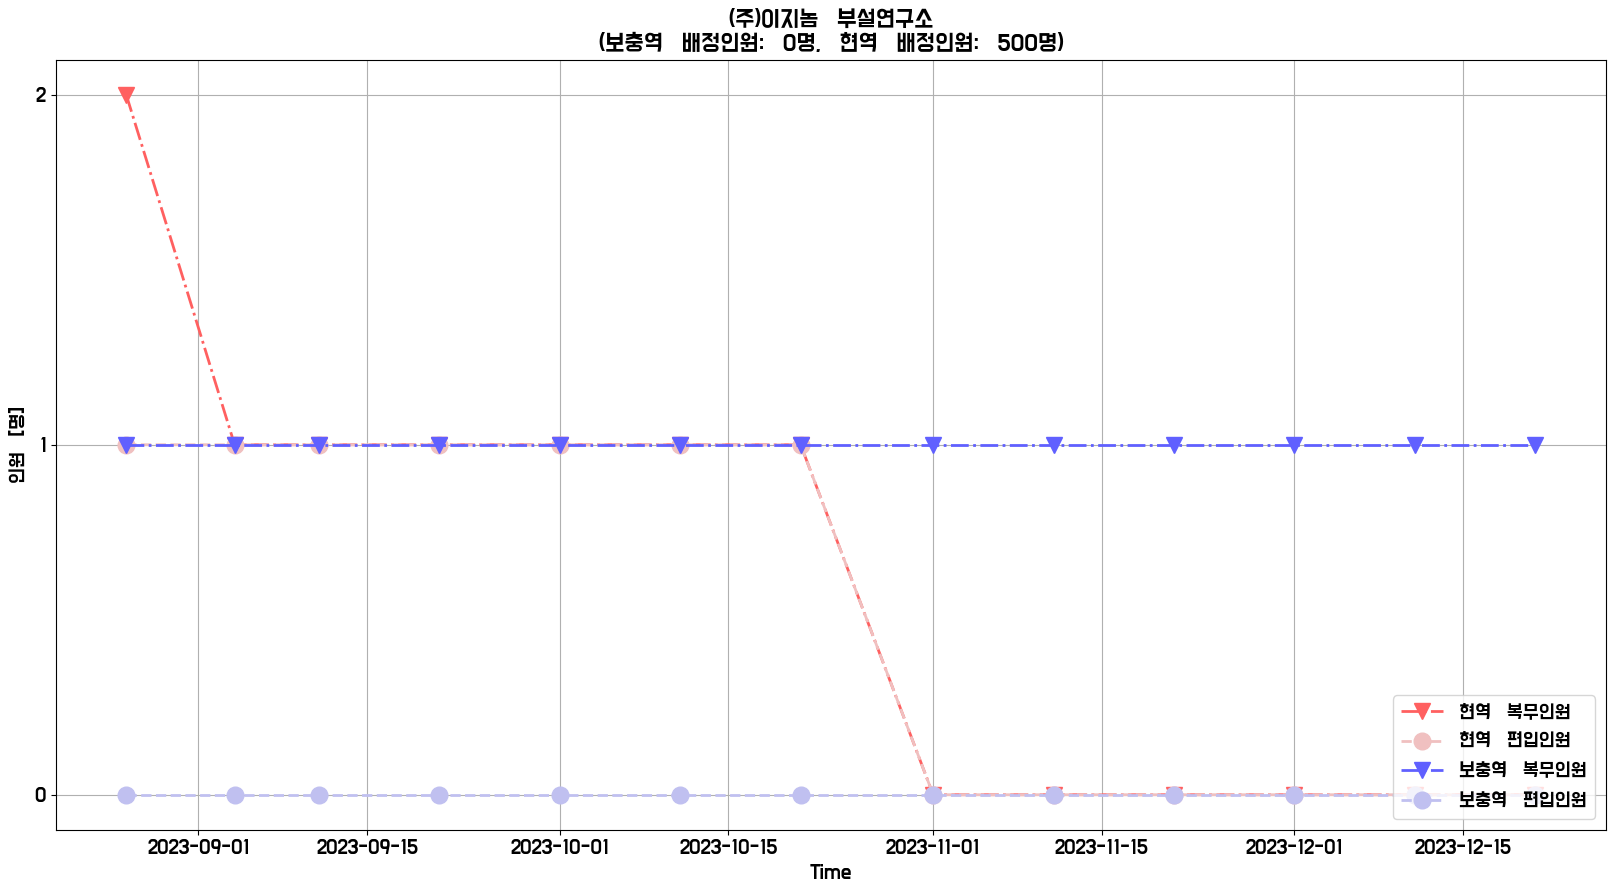 (주)이지놈 부설연구소
(보충역 배정인원: 0명, 현역 배정인원: 500명)
인원 [명]
2
1
0
현역 복무인원
현역 편입인원
보충역 복무인원
보충역 편입인원
2023-09-01 2023-09-15 2023-10-01 2023-10-15 2023-11-01 2023-11-15 2023-12-01 2023-12-15
Time